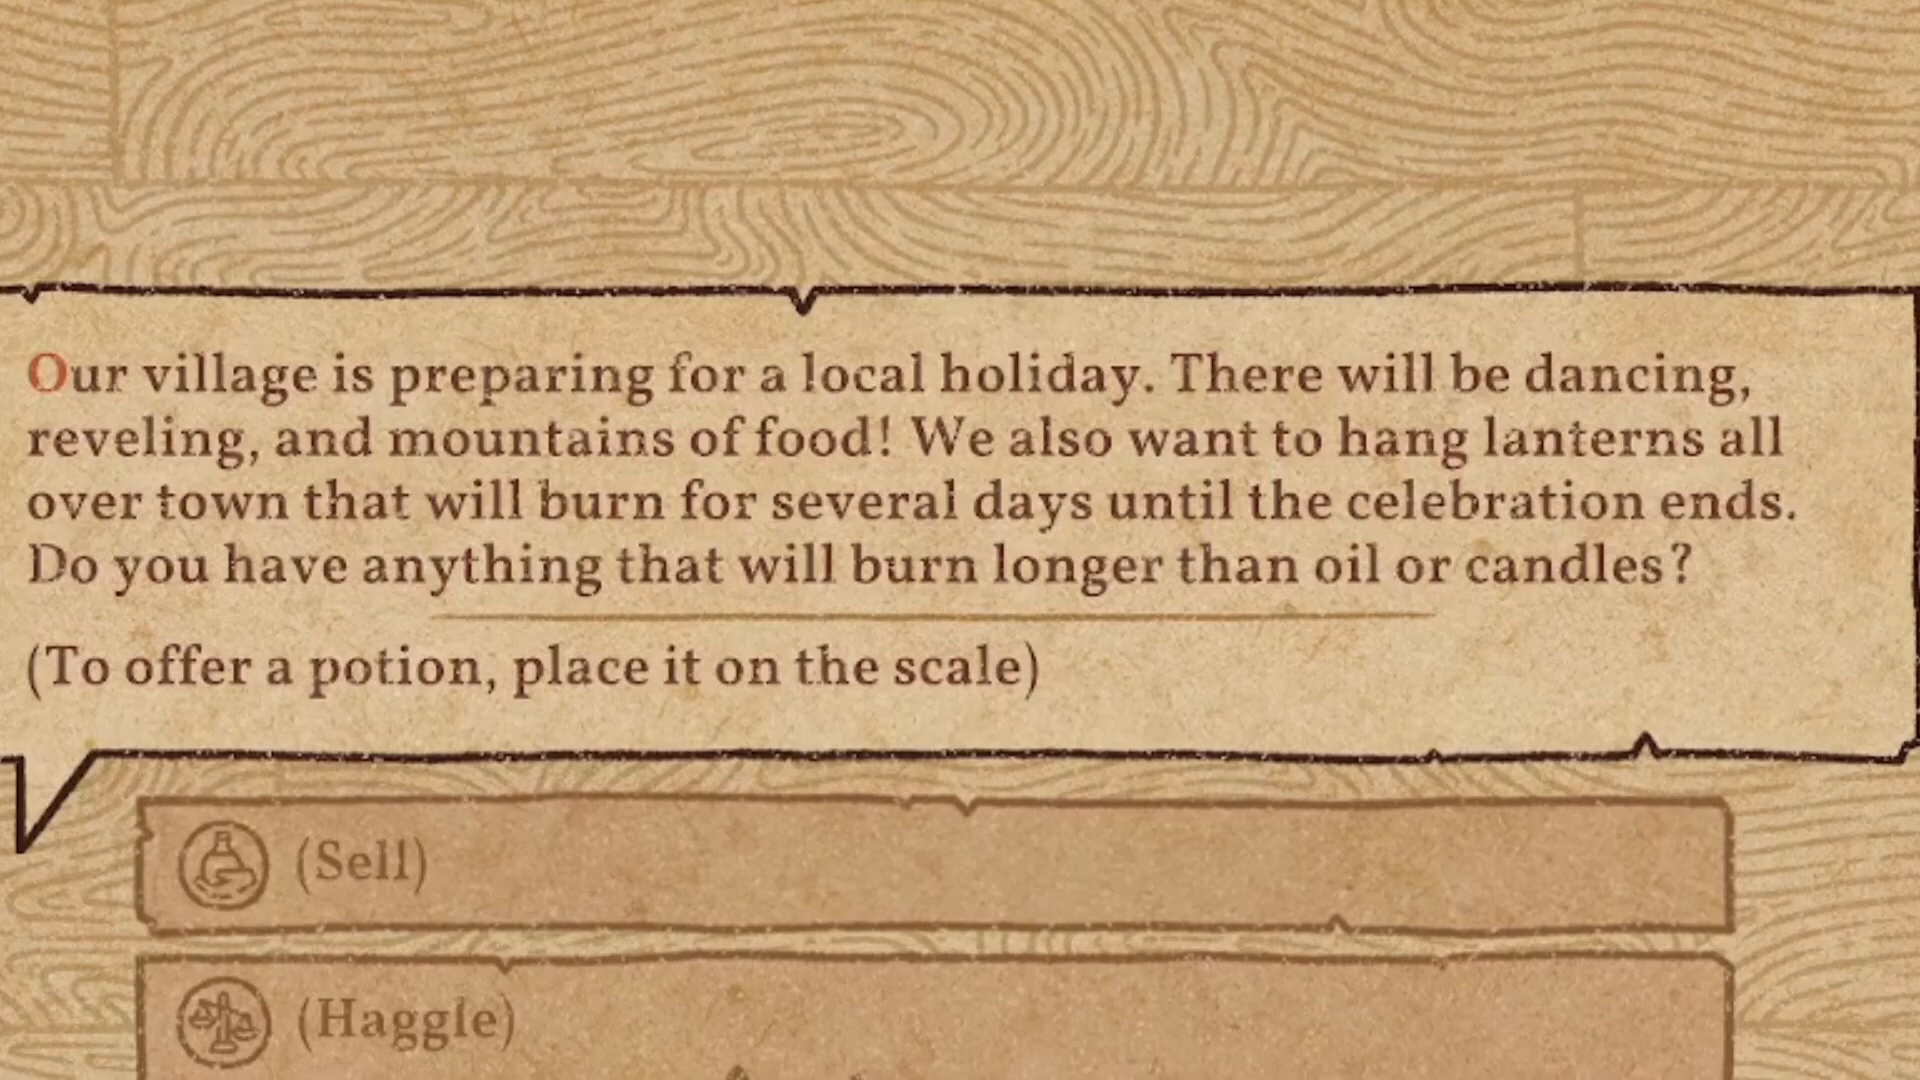 Our village is preparing for a local holiday. There will be dancing,
reveling, and mountains of food! We also want to hang lanterns all
over town that will burn for several days until the celebration ends.
Do you have anything that will burn longer than oil or candles?
(To offer a potion, place it on the scale)
(Sell)
(Haggle)